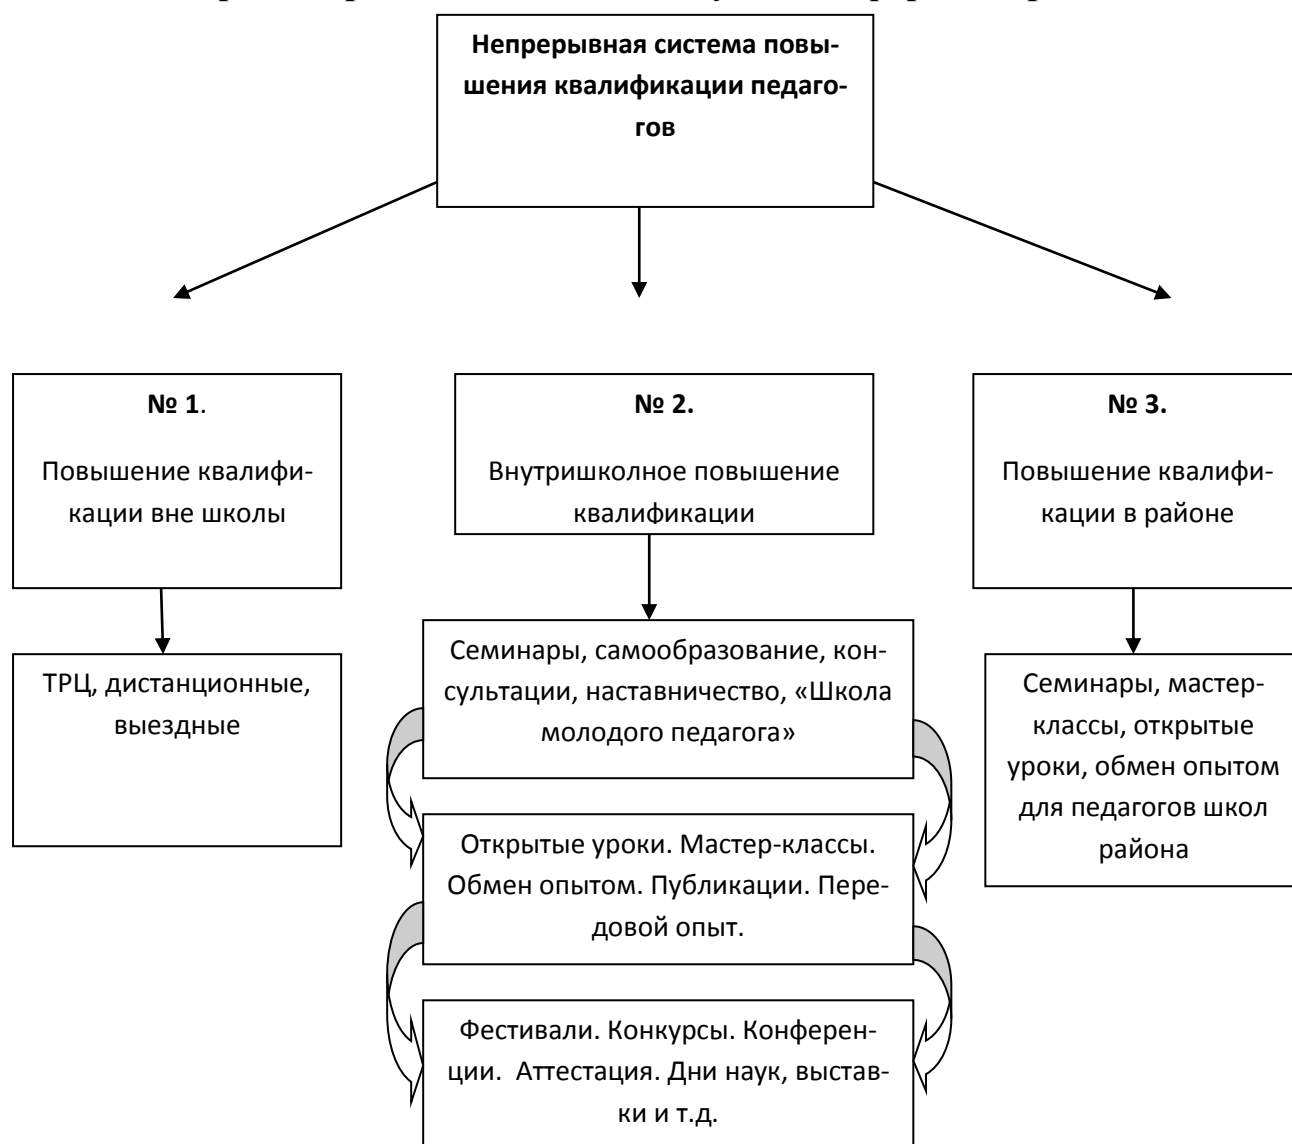 Непрерывная система повы-
шения квалификации педаго-
гов
№ 1.
Повышение квалифи-
кации вне школы
№ 2.
Внутришколное повышение
квалификации
№ 3.
Повышение квалифи-
кации в районе
ТРЦ, дистанционные,
выездные
Семинары, самообразование, кон-
сультации, наставничество, «Школа
молодого педагога»
Семинары, мастер-
классы, открытые
уроки, обмен опытом
для педагогов школ
района
Открытые уроки. Мастер-классы.
Обмен опытом. Публикации. Пере-
довой опыт.
Фестивали. Конкурсы. Конферен-
ции.  Аттестация. Дни наук, выстав-
ки и т.д.